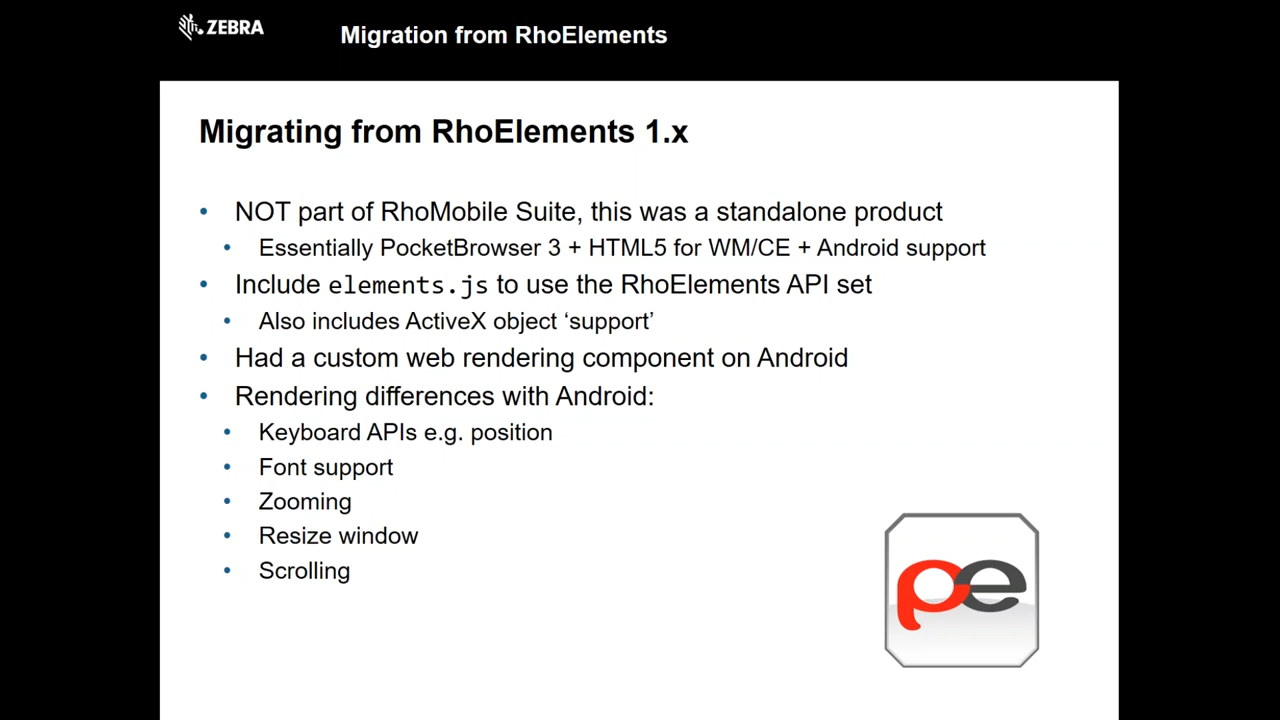 ZEBRA
Migration from RhoElements
Migrating from RhoElements 1.x
• NOT part of RhoMobile Suite, this was a standalone product
• Essentially PocketBrowser 3 + HTML5 for WM/CE + Android support
• Include elements.js to use the RhoElements API set
• Also includes ActiveX object ‘support’
• Had a custom web rendering component on Android
• Rendering differences with Android:
• Keyboard APIs e.g. position
• Font support
• Zooming
• Resize window
• Scrolling
pe